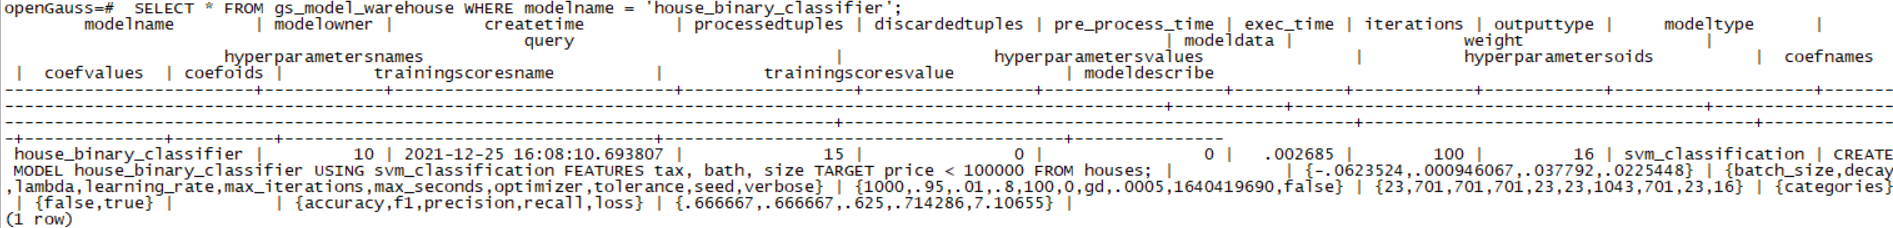 openGauss=#  SELECT * FROM gs_model_warehouse WHERE modelname = 'house_binary_classifier';
modelname | modelowner | createtime | processedtuples | discardedtuples | pre_process_time | exec_time | iterations | outputtype | modeltype |
query | modeldata | weight |
hyperparametersnames | hyperparametersvalues | hyperparametersoids | coefnames
| coefvalues | coefoids | trainingscoresname | trainingscoresvalue | modeldescribe
house_binary_classifier | 10 | 2021-12-25 16:08:10.693807 | 15 | 0 | 0 | .002685 | 100 | 16 | svm_classification | CREATE
MODEL house_binary_classifier USING svm_classification FEATURES tax, bath, size TARGET price < 100000 FROM houses; | | {-.0623524,.000946067,.037792,.0225448} | {batch_size,decay
,lambda,learning_rate,max_iterations,max_seconds,optimizer,tolerance,seed,verbose} | {1000,.95,.01,.8,100,0,gd,.0005,1640419690,false} | {23,701,701,701,23,23,1043,701,23,16} | {categories}
| {false,true} | | {accuracy,f1,precision,recall,loss} | {.666667,.666667,.625,.714286,7.10655} |
(1 row)